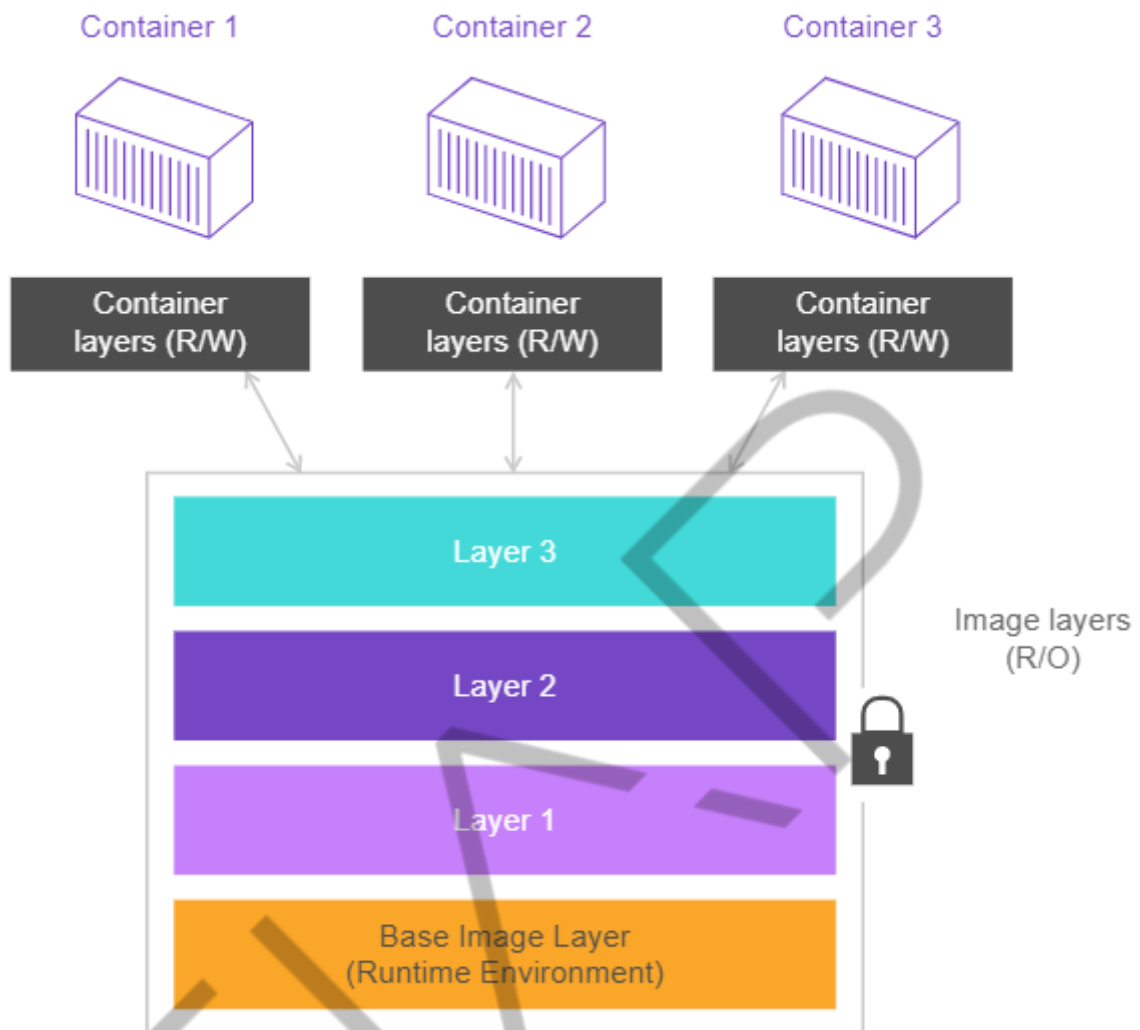 Container 1
Container 2
Container 3
Container
layers (R/W)
Container
layers (R/W)
Container
layers (R/W)
Layer 3
Image layers
(R/O)
Layer 2
Layer 1
Base Image Layer
(Runtime Environment)